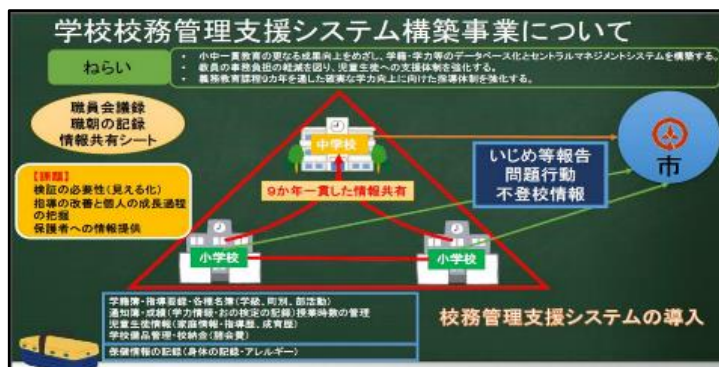 学校校務管理支援システム構築事業について
ねらい
• 小中一貫教育の更なる成果向上をめざし、学籍・学力等のデータベース化とセントラルマネジメントシステムを構築する。
• 教員の事務負担の軽減を図り、児童生徒への支援体制を強化する。
• 義務教育課程9カ年を通した確実な学力向上に向けた指導体制を強化する。
職員会議録
職朝の記録
情報共有シート
中学校
いじめ等報告
問題行動
不登校情報
市
【課題】
検証の必要性(見える化)
指導の改善と個人の成長過程
の把握
保護者への情報提供
9か年一貫した情報共有
小学校
小学校
学籍簿・指導要録・各種名簿(学級、町別、部活動)
通知簿・成績(学力情報・おの検定の記録)授業時数の管理
児童生徒情報(家庭情報・指導歴、成育歴)
学校備品管理・校納金(諸会費)
保健情報の記録(身体の記録・アレルギー)
校務管理支援システムの導入